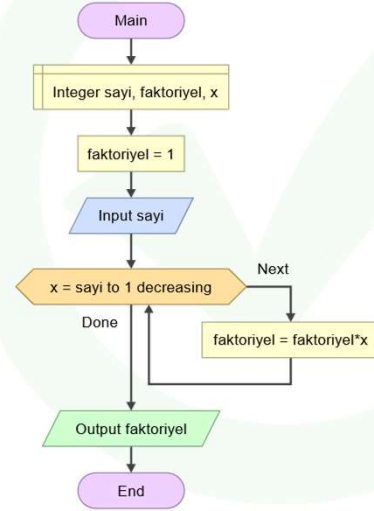 Main
Integer sayi, faktoriyel, x
faktoriyel = 1
Input sayi
x = sayi to 1 decreasing
Next
Done
faktoriyel = faktoriyel*x
Output faktoriyel
End